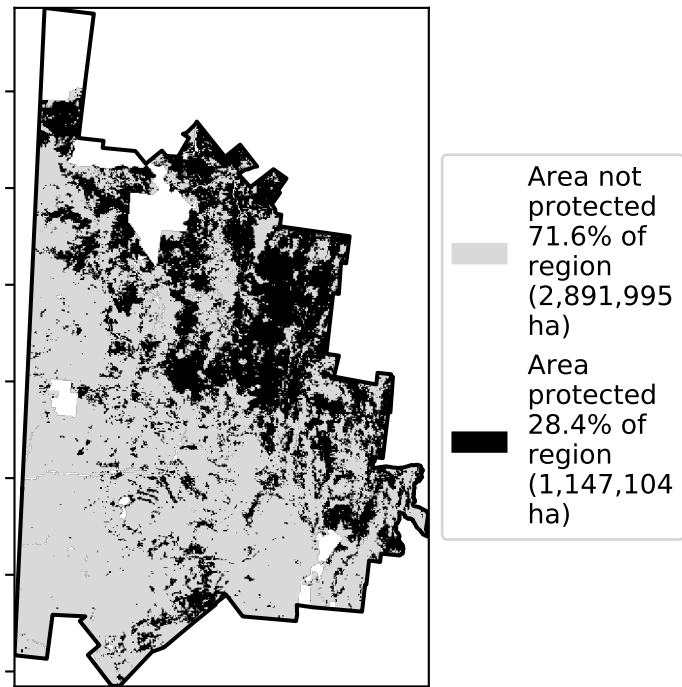 Area not
protected
71.6% of
region
(2,891,995
ha)
Area
protected
28.4% of
region
(1,147,104
ha)